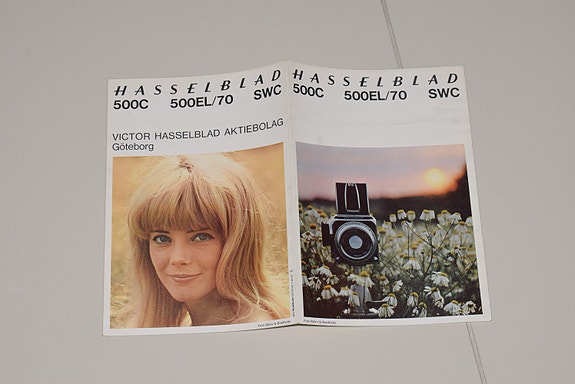 HASSELBLAD
500C 500EL/70 SWC
VICTOR HASSELBLAD AKTIEBOLAG
Göteborg
HASSELBLAD
500C 500EL/70 SWC